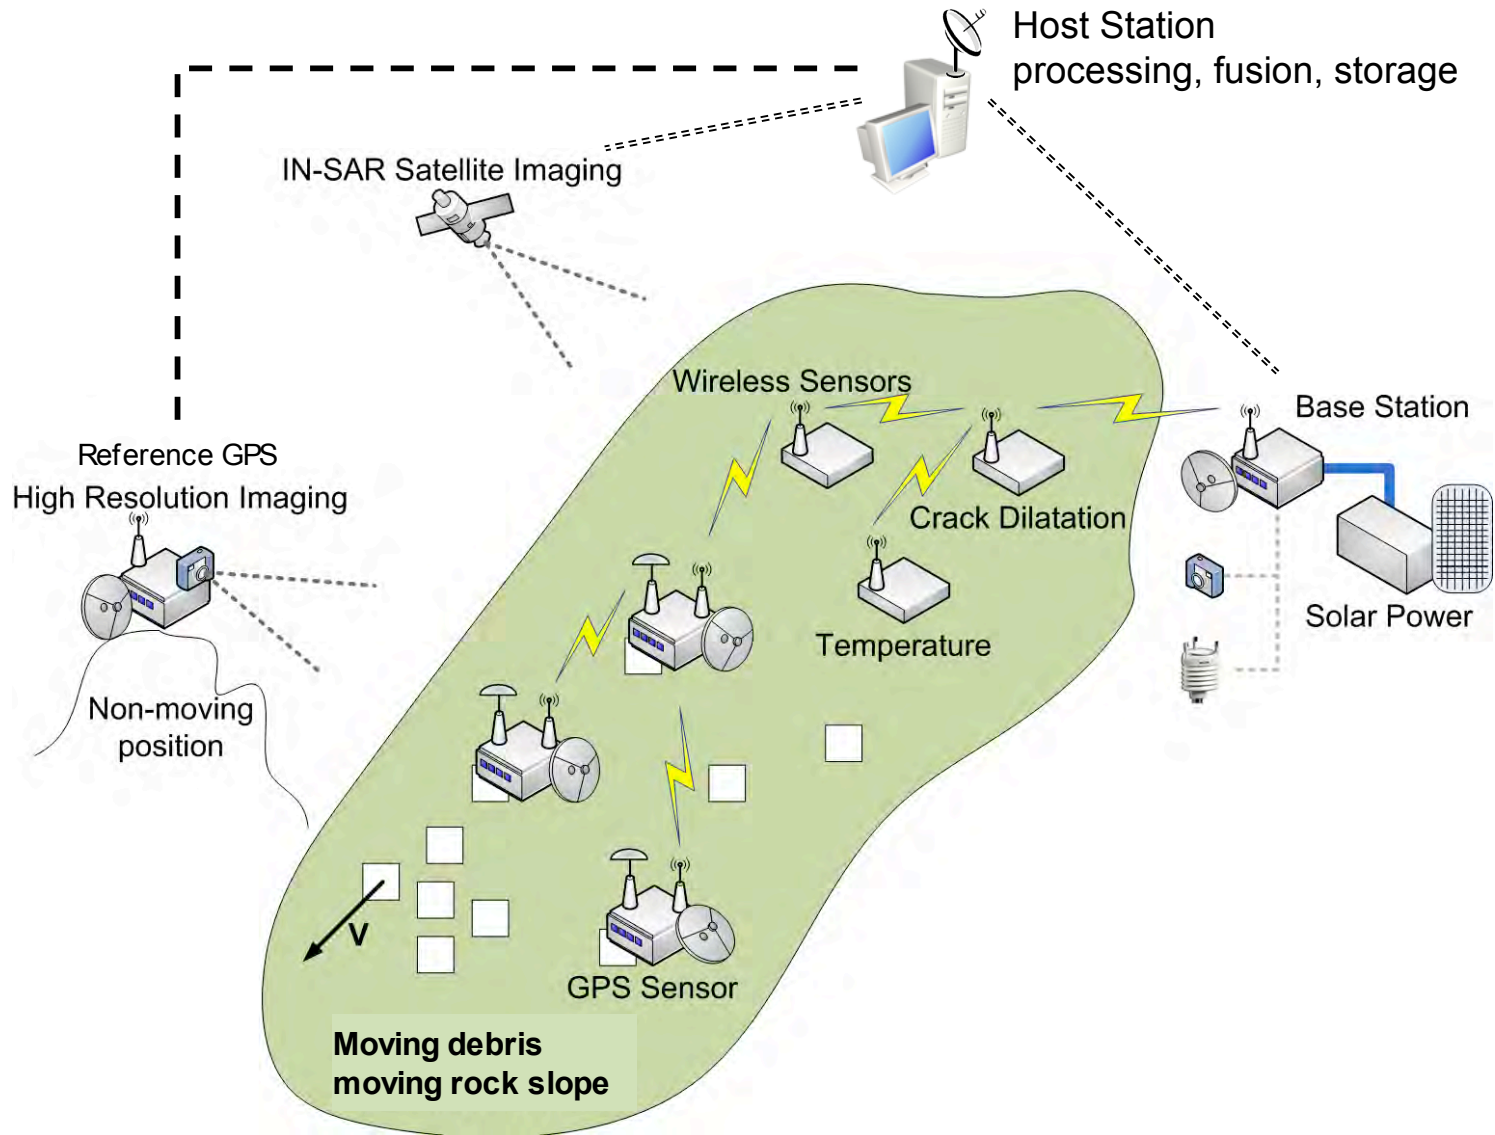 Host Station
processing, fusion, storage
IN-SAR Satellite Imaging
Wireless Sensors
Base Station
Reference GPS
High Resolution Imaging
Crack Dilatation
Solar Power
Temperature
Non-moving
position
V
GPS Sensor
Moving debris
moving rock slope